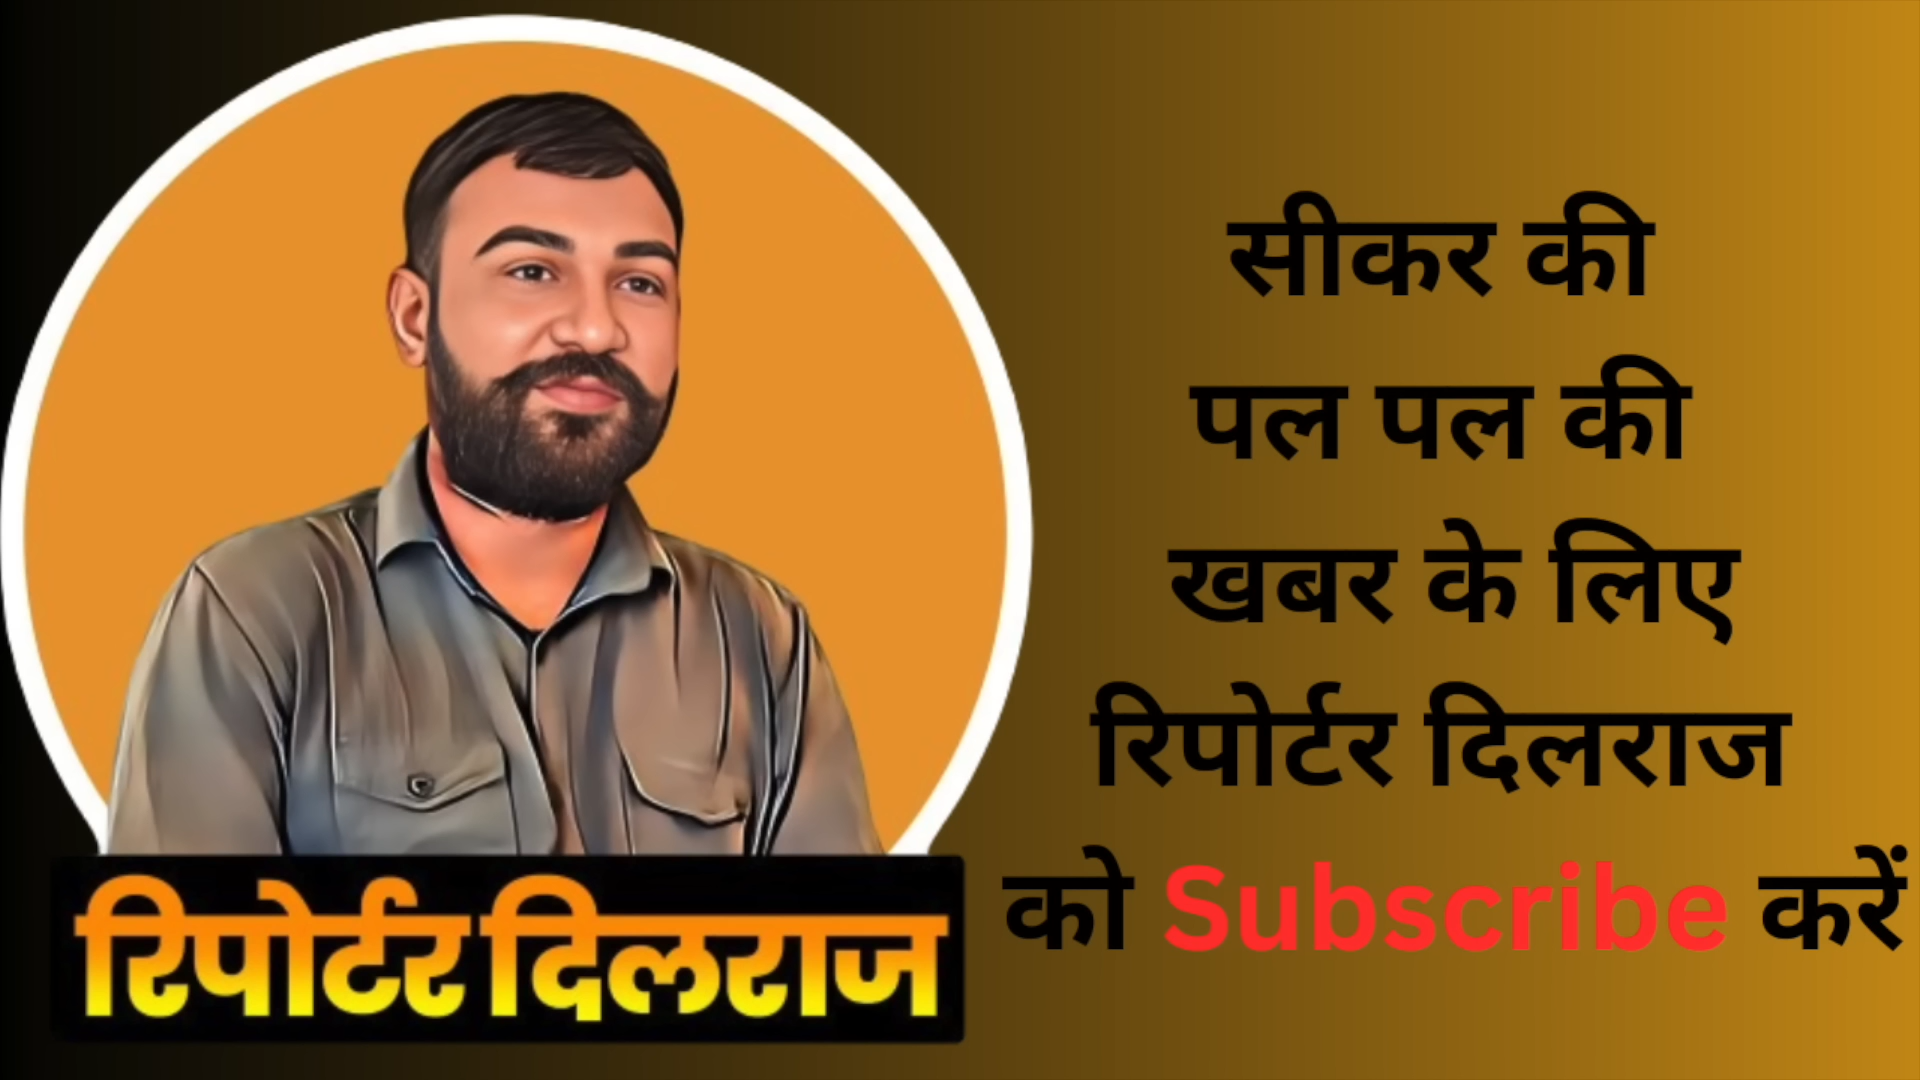 सीकर की
पल पल की
खबर के लिए
रिपोर्टर दिलराज
को Subscribe करें
रिपोर्टर दिलराज